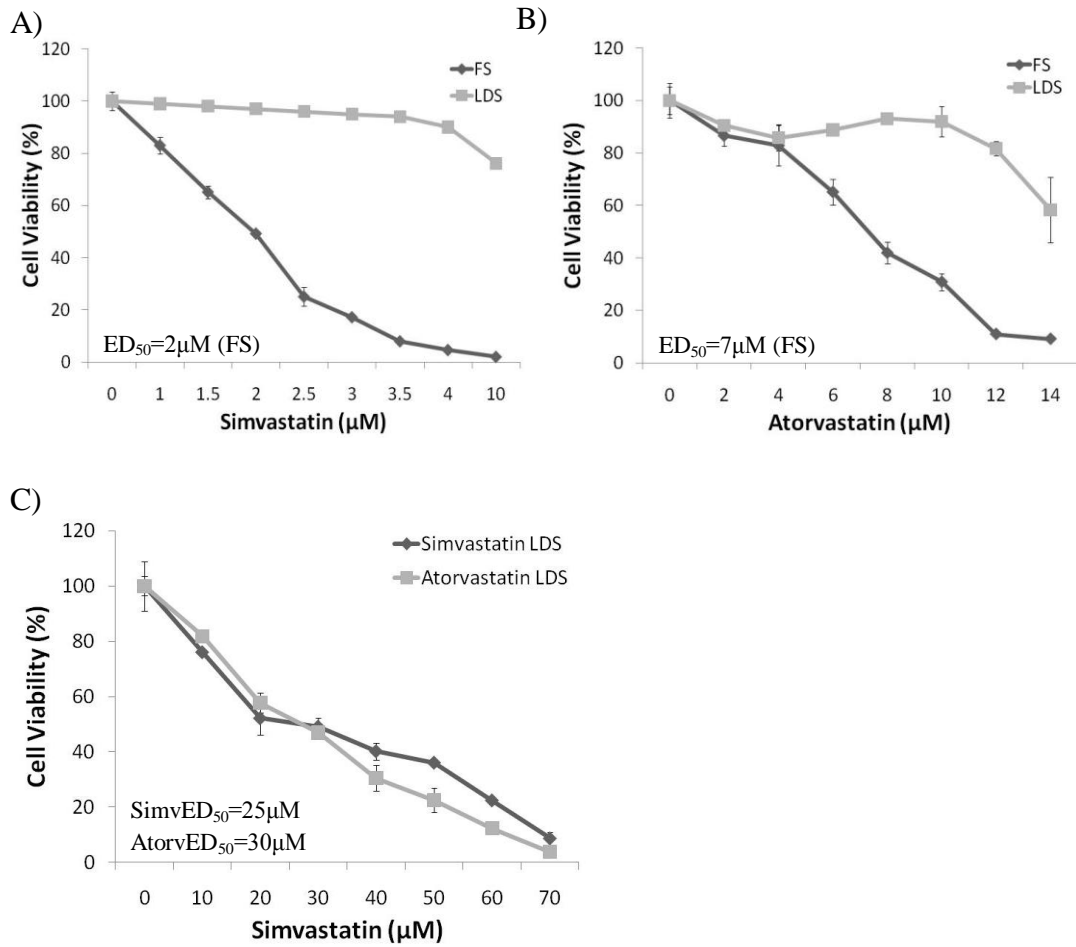 A)
120
100
80
60
40
20
0
Cell Viability (%)
FS
LDS
ED₅₀=2μM (FS)
0 1 1.5 2 2.5 3 3.5 4 10
Simvastatin (μM)
B)
120
100
80
60
40
20
0
Cell Viability (%)
FS
LDS
ED₅₀=7μM (FS)
0 2 4 6 8 10 12 14
Atorvastatin (μM)
C)
120
100
80
60
40
20
0
Cell Viability (%)
Simvastatin LDS
Atorvastatin LDS
SimvED₅₀=25μM
AtorvED₅₀=30μM
0 10 20 30 40 50 60 70
Simvastatin (μM)